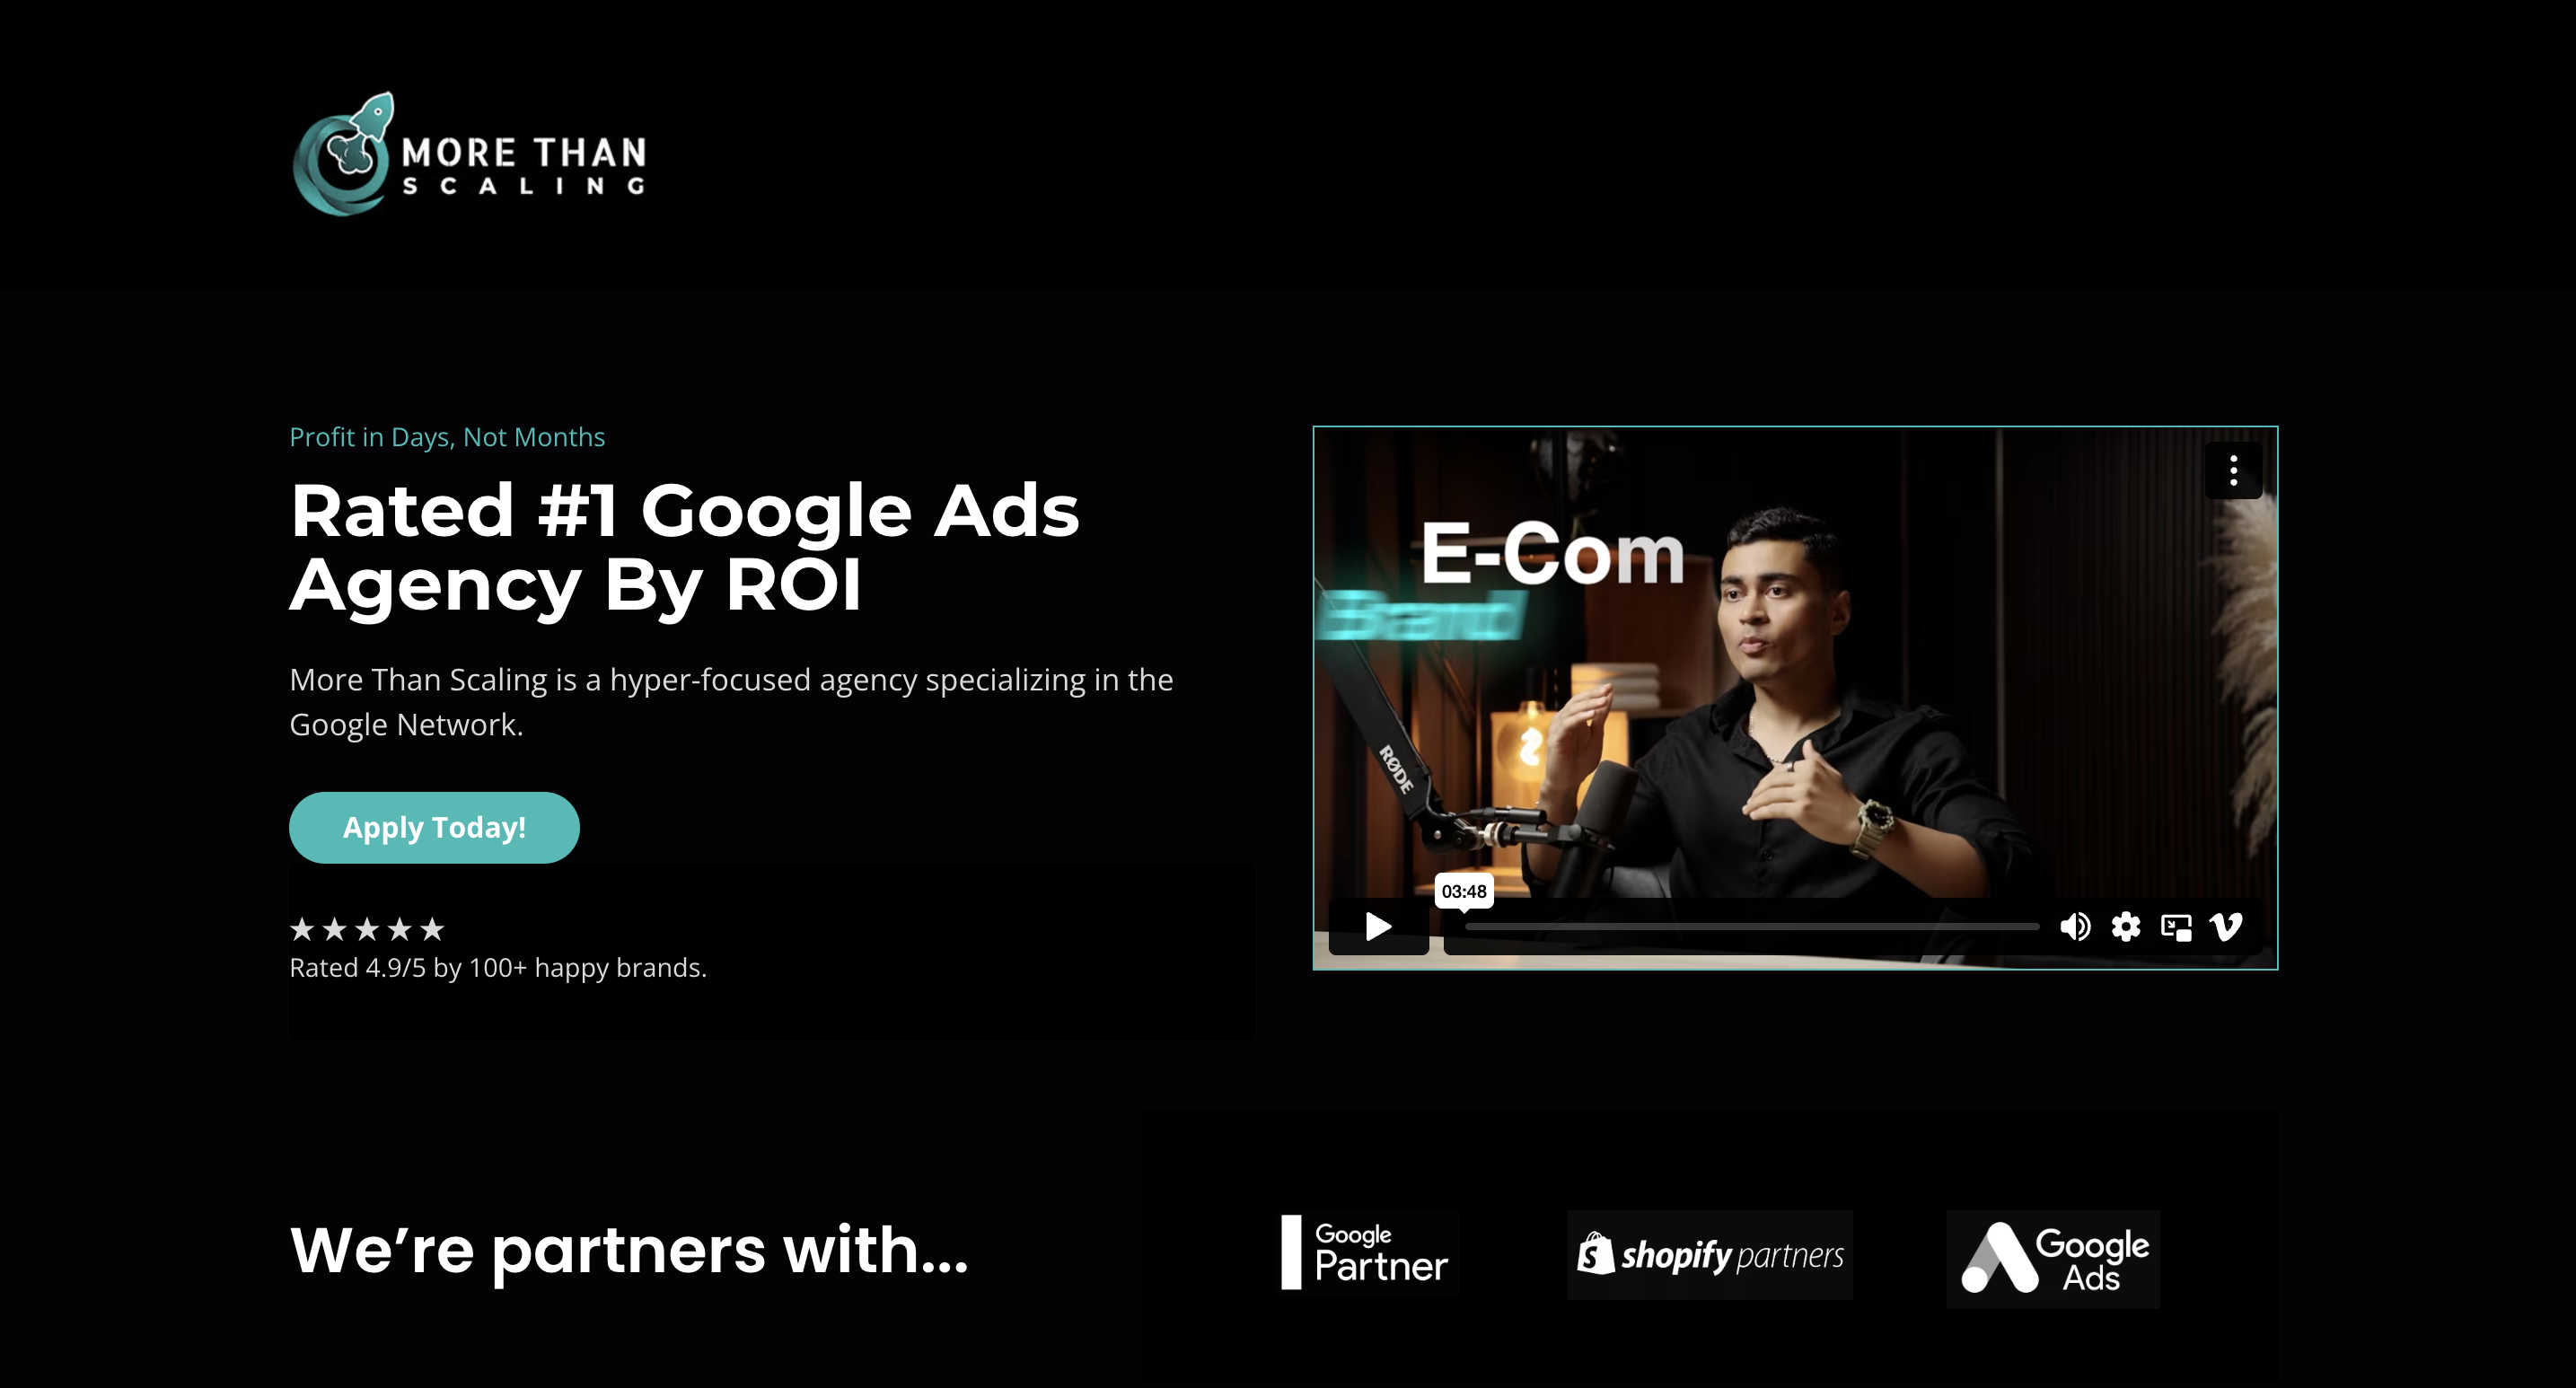 MORE THAN
SCALING
Profit in Days, Not Months
Rated #1 Google Ads
Agency By ROI
More Than Scaling is a hyper-focused agency specializing in the
Google Network.
Apply Today!
Rated 4.9/5 by 100+ happy brands.
E-Com
Brand
RØDE
03:48
We’re partners with...
Google
Partner
shopify partners
Google
Ads